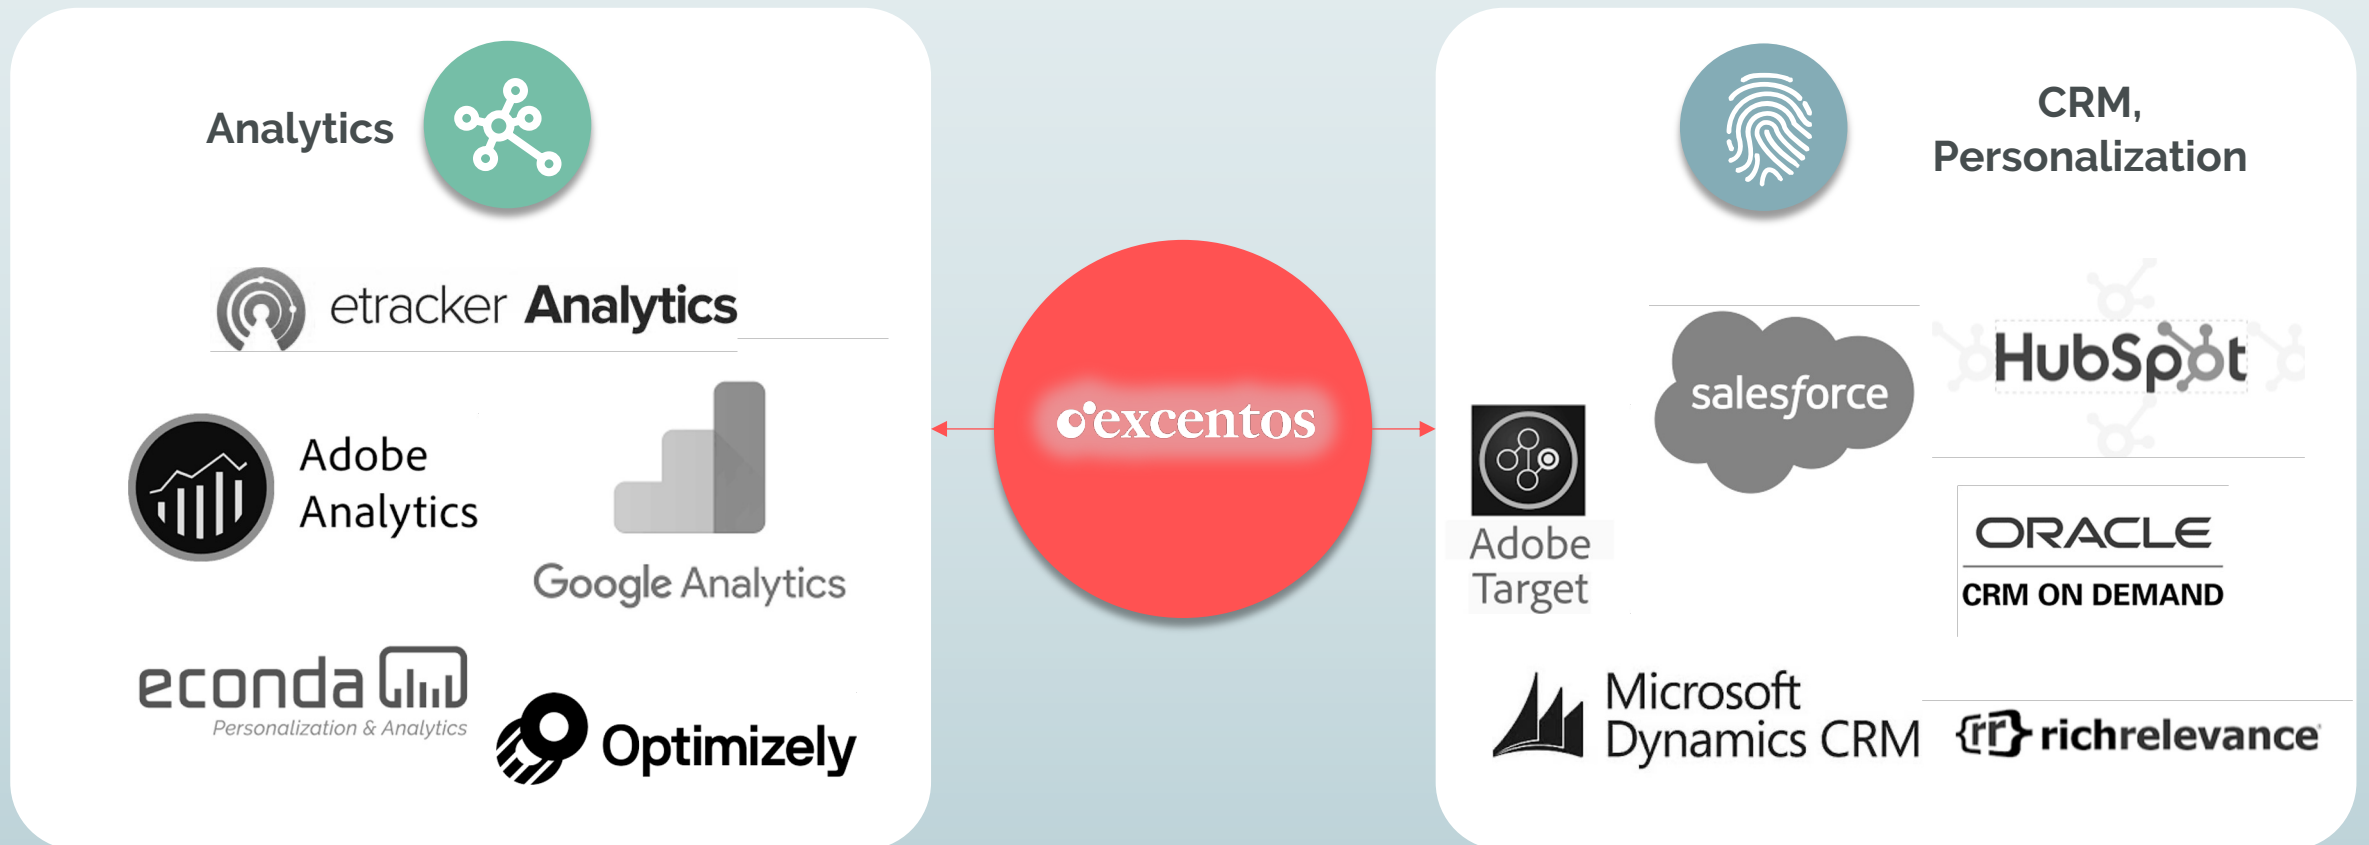 Analytics
etracker Analytics
Adobe
Analytics
Google Analytics
econda
Personalization & Analytics
Optimizely
excentos
CRM,
Personalization
salesforce
HubSpot
Adobe
Target
ORACLE
CRM ON DEMAND
Microsoft
Dynamics CRM
{rr} richrelevance